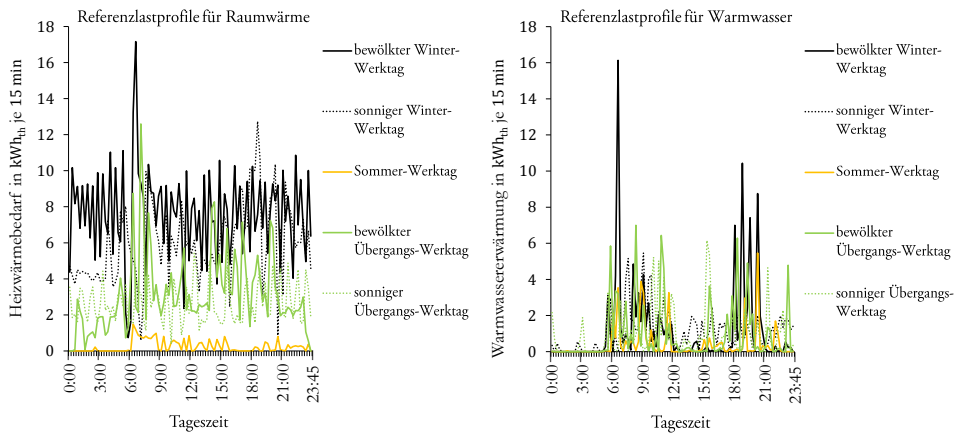 Referenzlastprofile für Raumwärme
Heizwärmebedarf in kWh_th je 15 min
18
16
14
12
10
8
6
4
2
0
0:00
3:00
6:00
9:00
12:00
15:00
18:00
21:00
23:45
Tageszeit
bewölkter Winter-
Werktag
sonniger Winter-
Werktag
Sommer-Werktag
bewölkter
Übergangs-Werktag
sonniger
Übergangs-Werktag
Referenzlastprofile für Warmwasser
Warmwassererwärmung in kWh_th je 15 min
18
16
14
12
10
8
6
4
2
0
0:00
3:00
6:00
9:00
12:00
15:00
18:00
21:00
23:45
Tageszeit
bewölkter Winter-
Werktag
sonniger Winter-
Werktag
Sommer-Werktag
bewölkter
Übergangs-Werktag
sonniger Übergangs-
Werktag